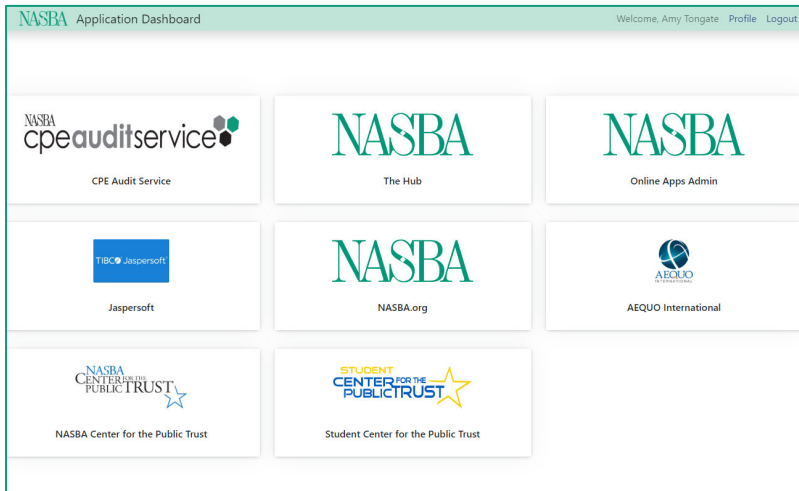 NASBA Application Dashboard
Welcome, Amy Tongate Profile Logout
NASBA
cpeauditservice
CPE Audit Service
NASBA
The Hub
NASBA
Online Apps Admin
TIBCO Jaspersoft
Jaspersoft
NASBA
NASBA.org
AEQUO
INTERNATIONAL
AEQUO International
NASBA
CENTER FOR THE
PUBLIC TRUST
NASBA Center for the Public Trust
STUDENT
CENTER FOR THE
PUBLICTRUST
Student Center for the Public Trust